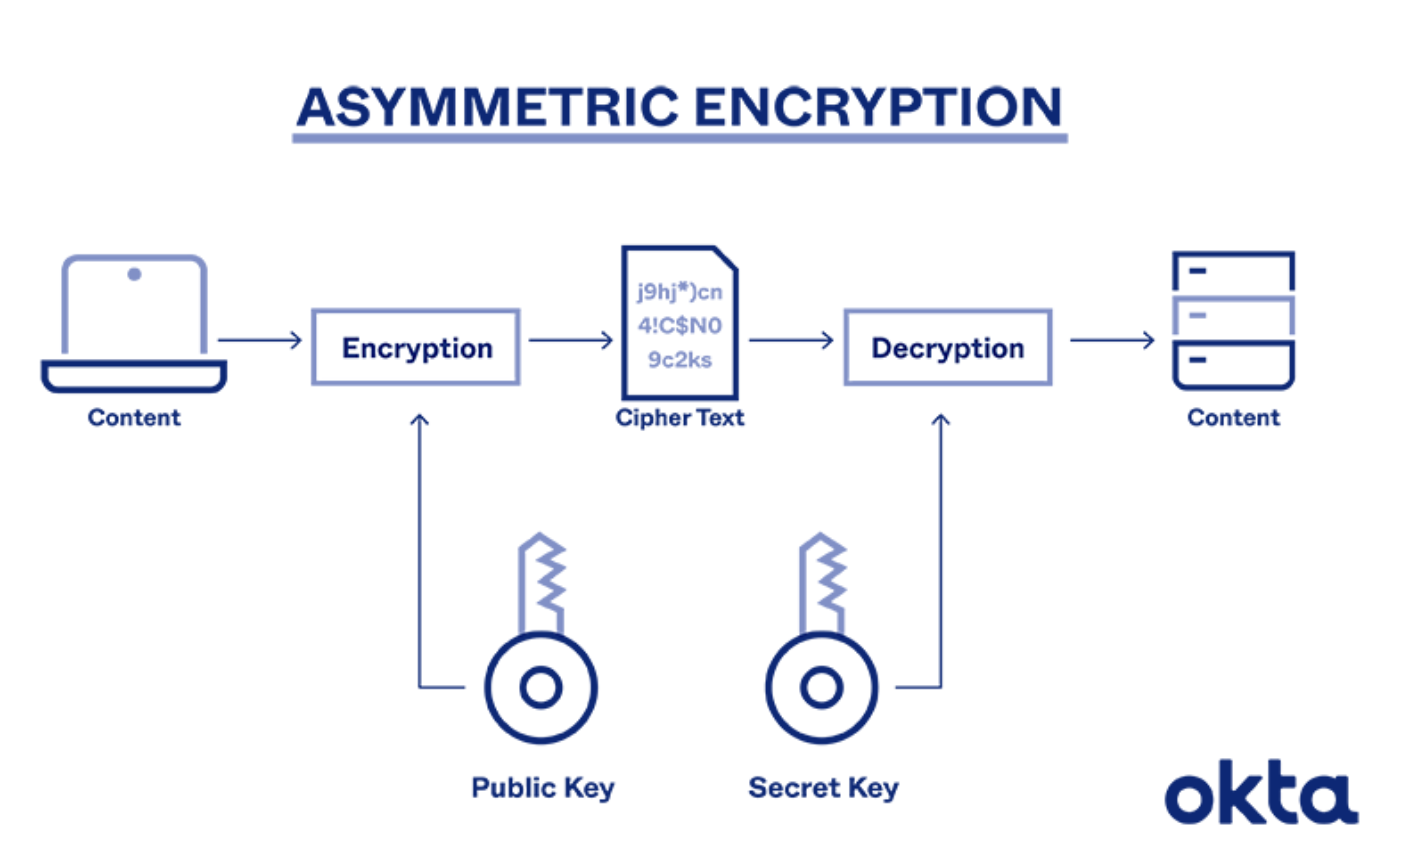 ASYMMETRIC ENCRYPTION
j9hj*)cn
4!C$N0
9c2ks
Encryption
Decryption
Content
Cipher Text
Content
Public Key
Secret Key
okta